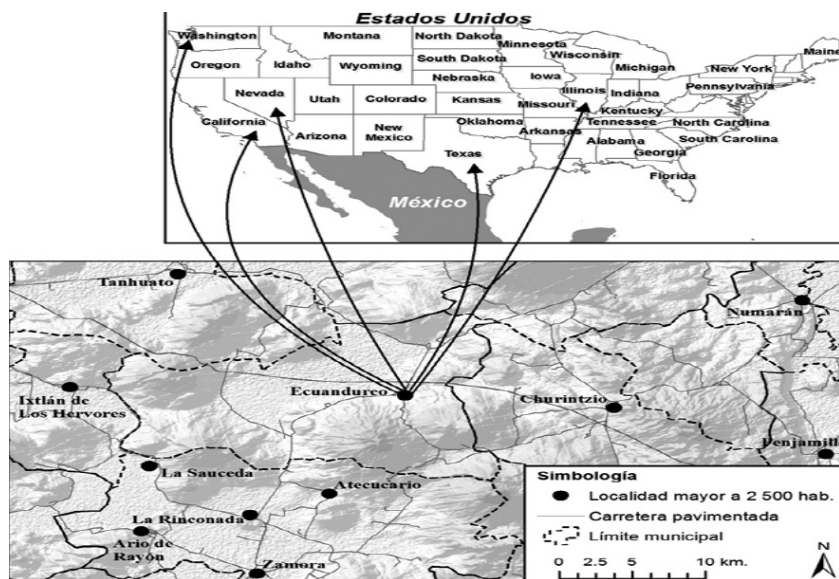 Estados Unidos
Washington
Montana
North Dakota
Minnesota
Maine
Oregon
Idaho
Wyoming
South Dakota
Wisconsin
Michigan
New York
Nebraska
Iowa
Pennsylvania
Nevada
Utah
Colorado
Kansas
Missouri
Illinois
Indiana
Kentucky
California
Arizona
New
Mexico
Oklahoma
Arkansas
Tennessee
North Carolina
South Carolina
Texas
Alabama
Georgia
Florida
México
Tanhuato
Numarán
Ecuandureo
Ixtlán de
Los Hervores
Churintzio
Penjamillo
La Sauceda
Atecucario
La Rinconada
Ario de
Rayón
Zamora
Simbología
Localidad mayor a 2 500 hab.
Carretera pavimentada
Límite municipal
N
0 2.5 5 10 km.